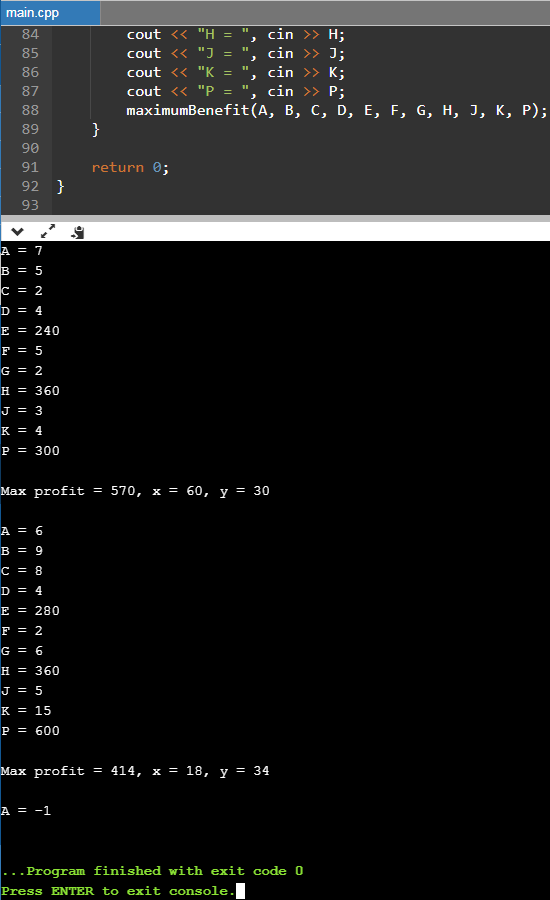 main.cpp
84 cout << "H = ", cin >> H;
85 cout << "J = ", cin >> J;
86 cout << "K = ", cin >> K;
87 cout << "P = ", cin >> P;
88 maximumBenefit(A, B, C, D, E, F, G, H, J, K, P);
89 }
90
91 return 0;
92 }
93
A = 7
B = 5
C = 2
D = 4
E = 240
F = 5
G = 2
H = 360
J = 3
K = 4
P = 300
Max profit = 570, x = 60, y = 30
A = 6
B = 9
C = 8
D = 4
E = 280
F = 2
G = 6
H = 360
J = 5
K = 15
P = 600
Max profit = 414, x = 18, y = 34
A = -1
...Program finished with exit code 0
Press ENTER to exit console.